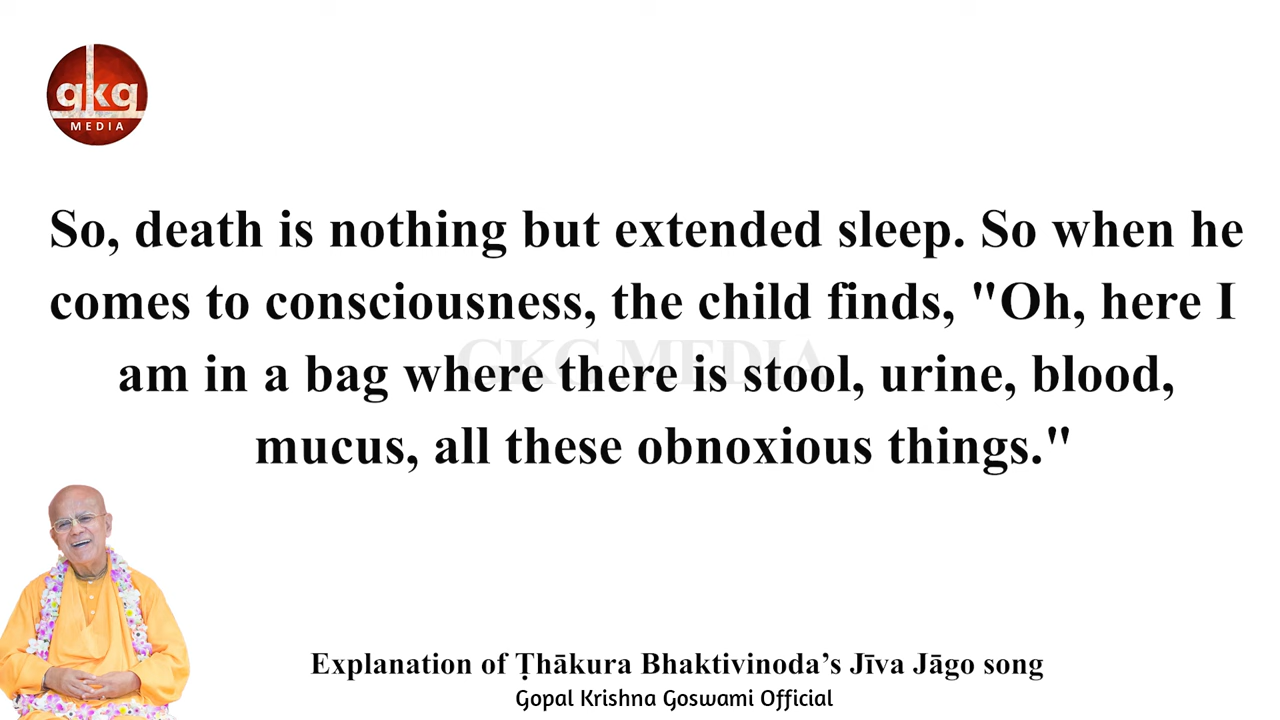 gkg
MEDIA
So, death is nothing but extended sleep. So when he
comes to consciousness, the child finds, "Oh, here I
am in a bag where there is stool, urine, blood,
mucus, all these obnoxious things."
GKG MEDIA
Explanation of Ṭhākura Bhaktivinoda’s Jīva Jāgo song
Gopal Krishna Goswami Official